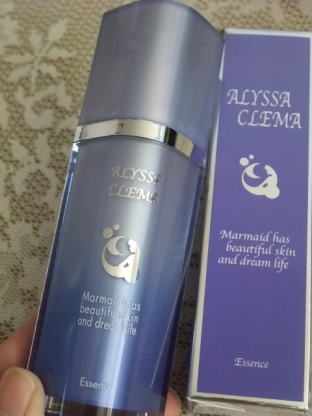 ALYSSA
CLEMA
Marmaid has
beautiful skin
and dream life
Essence
ALYSSA
CLEMA
Marmaid has
beautiful skin
and dream life
Essence